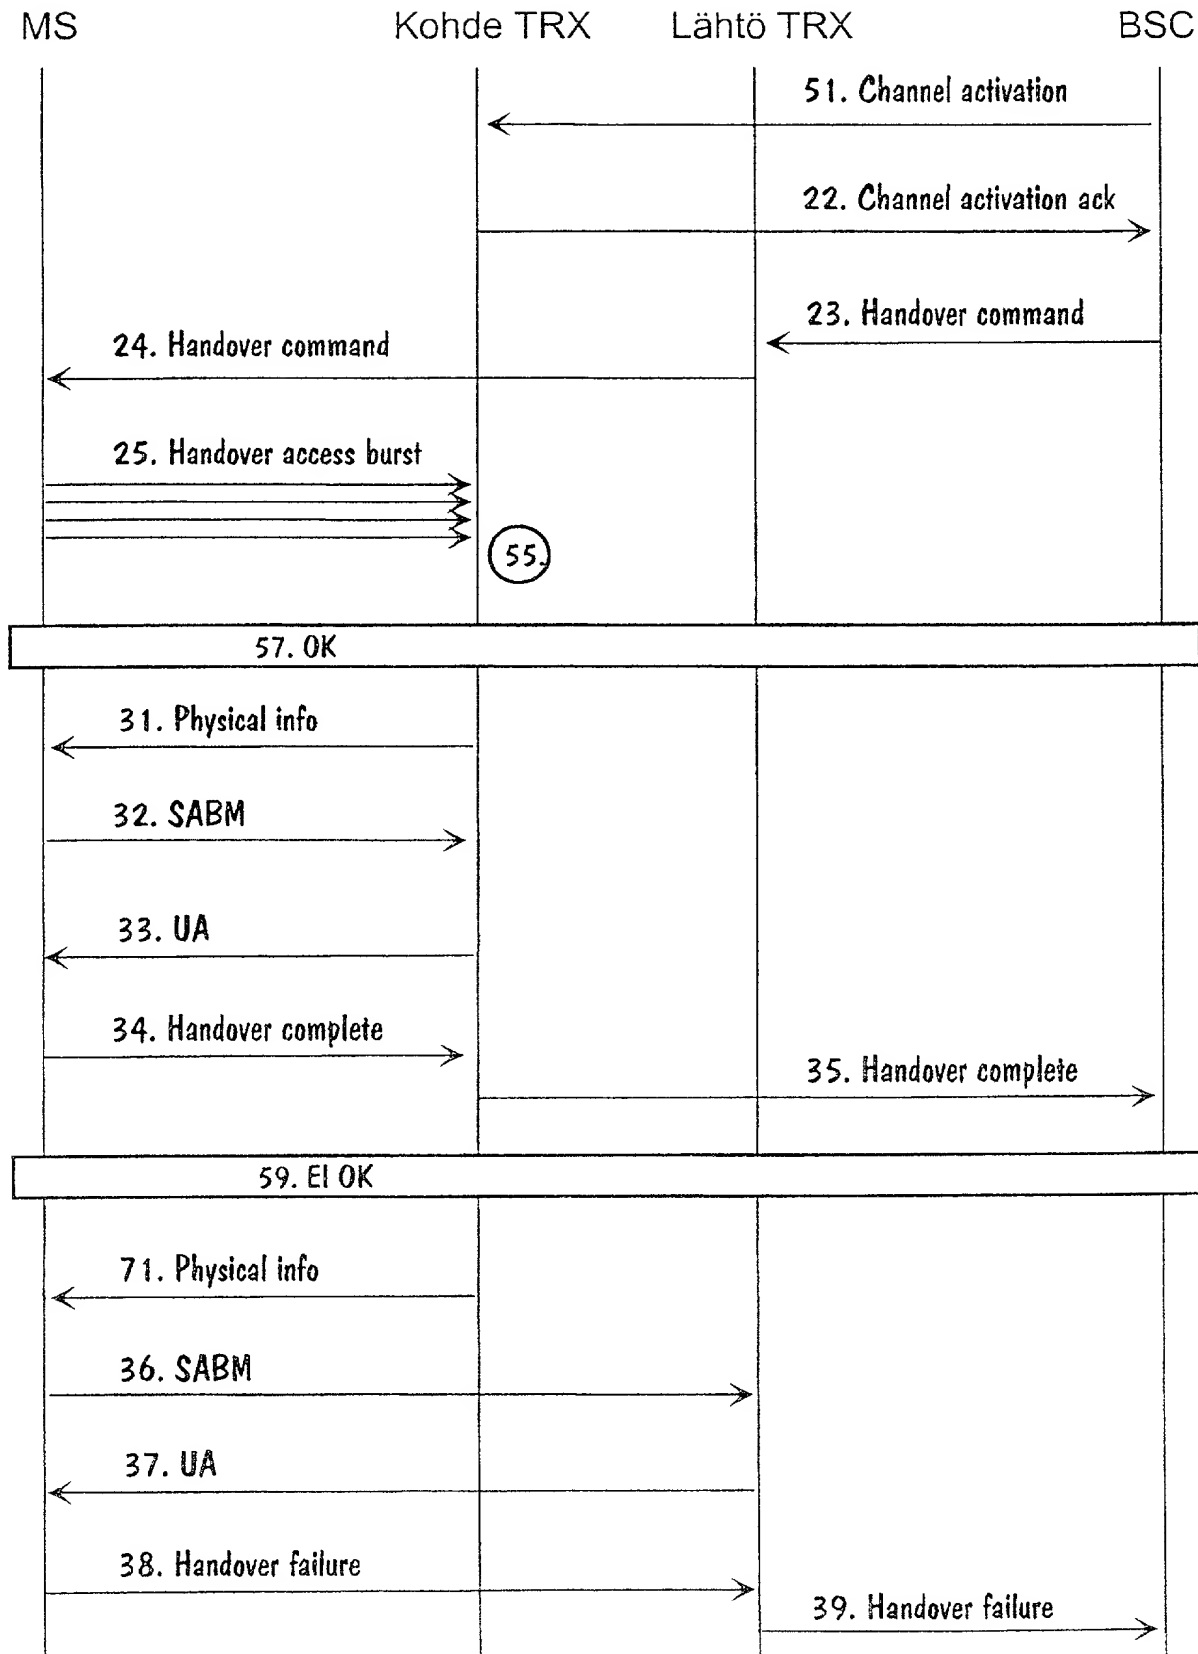 MS Kohde TRX Lähtö TRX BSC
51. Channel activation
22. Channel activation ack
23. Handover command
24. Handover command
25. Handover access burst
55.
57. OK
31. Physical info
32. SABM
33. UA
34. Handover complete
35. Handover complete
59. EI OK
71. Physical info
36. SABM
37. UA
38. Handover failure
39. Handover failure